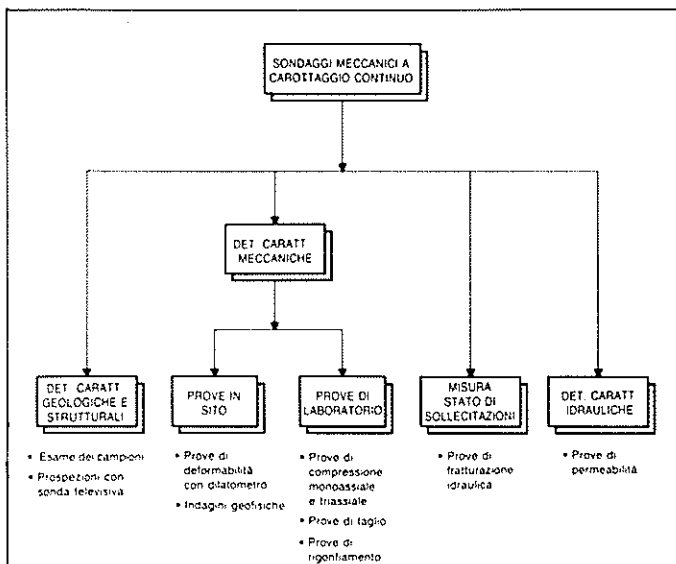 SONDAGGI MECCANICI A
CAROTTAGGIO CONTINUO
DET. CARATT
MECCANICHE
DET. CARATT
GEOLOGICHE E
STRUTTURALI
• Esame dei campioni
• Prospezioni con
sonda televisiva
PROVE IN
SITO
• Prove di
deformabilità
con dilatometro
• Indagini geofisiche
PROVE DI
LABORATORIO
• Prove di
compressione
monoassiale
e triassiale
• Prove di taglio
• Prove di
rigonfiamento
MISURA
STATO DI
SOLLECITAZIONI
• Prove di
fratturazione
idraulica
DET. CARATT
IDRAULICHE
• Prove di
permeabilità